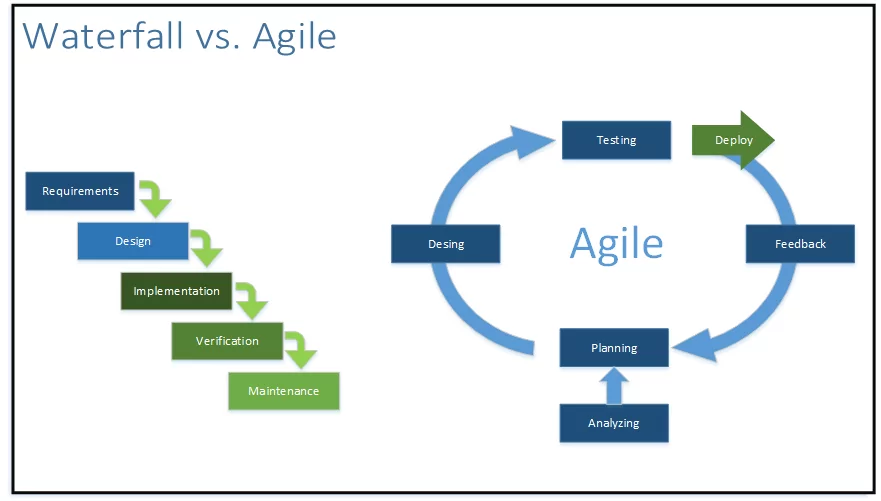 Waterfall vs. Agile
Requirements
Design
Implementation
Verification
Maintenance
Testing
Deploy
Desing
Agile
Feedback
Planning
Analyzing